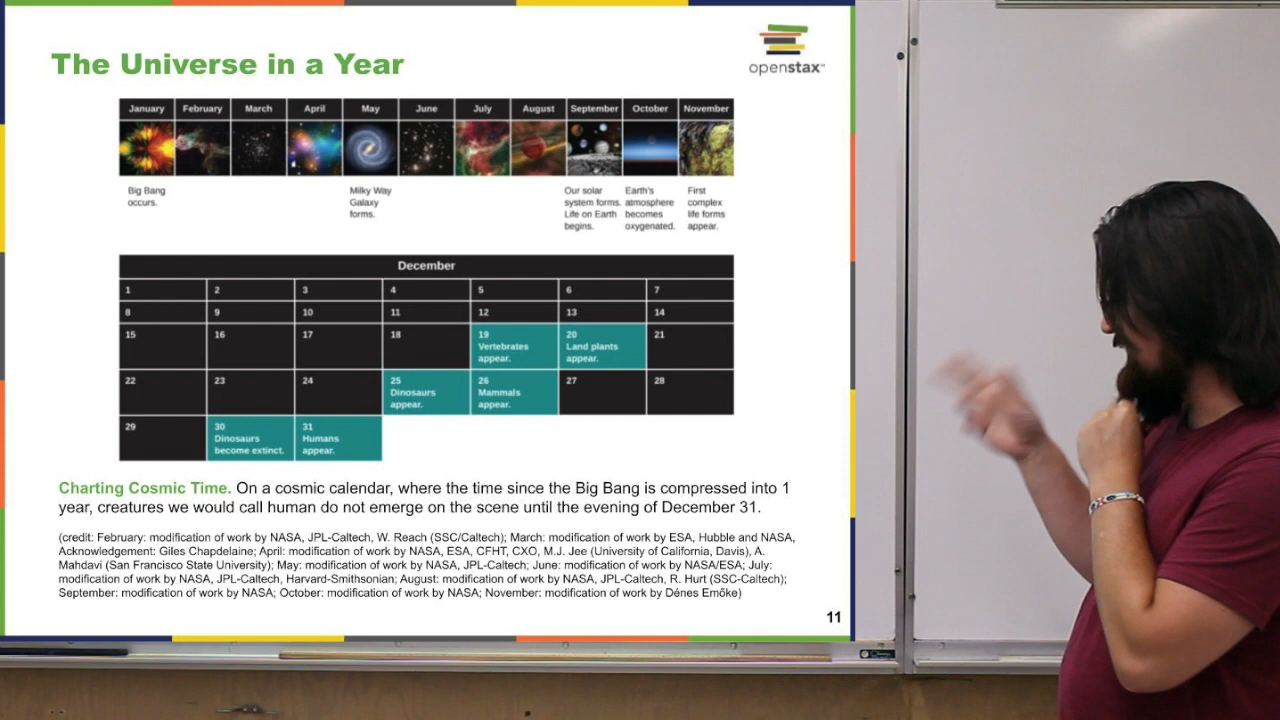 The Universe in a Year
openstax™
January February March April May June July August September October November
Big Bang
occurs.
Milky Way
Galaxy
forms.
Our solar
system forms.
Life on Earth
begins.
Earth's
atmosphere
becomes
oxygenated.
First
complex
life forms
appear.
December
1 2 3 4 5 6 7
8 9 10 11 12 13 14
15 16 17 18
19
Vertebrates
appear.
20
Land plants
appear.
21
22 23 24
25
Dinosaurs
appear.
26
Mammals
appear.
27 28
29
30
Dinosaurs
become extinct.
31
Humans
appear.
Charting Cosmic Time. On a cosmic calendar, where the time since the Big Bang is compressed into 1
year, creatures we would call human do not emerge on the scene until the evening of December 31.
(credit: February: modification of work by NASA, JPL-Caltech, W. Reach (SSC/Caltech); March: modification of work by ESA, Hubble and NASA,
Acknowledgement: Giles Chapdelaine; April: modification of work by NASA, ESA, CFHT, CXO, M.J. Jee (University of California, Davis), A.
Mahdavi (San Francisco State University); May: modification of work by NASA, JPL-Caltech; June: modification of work by NASA/ESA; July:
modification of work by NASA, JPL-Caltech, Harvard-Smithsonian; August: modification of work by NASA, JPL-Caltech, R. Hurt (SSC-Caltech);
September: modification of work by NASA; October: modification of work by NASA; November: modification of work by Dénes Emőke)
11